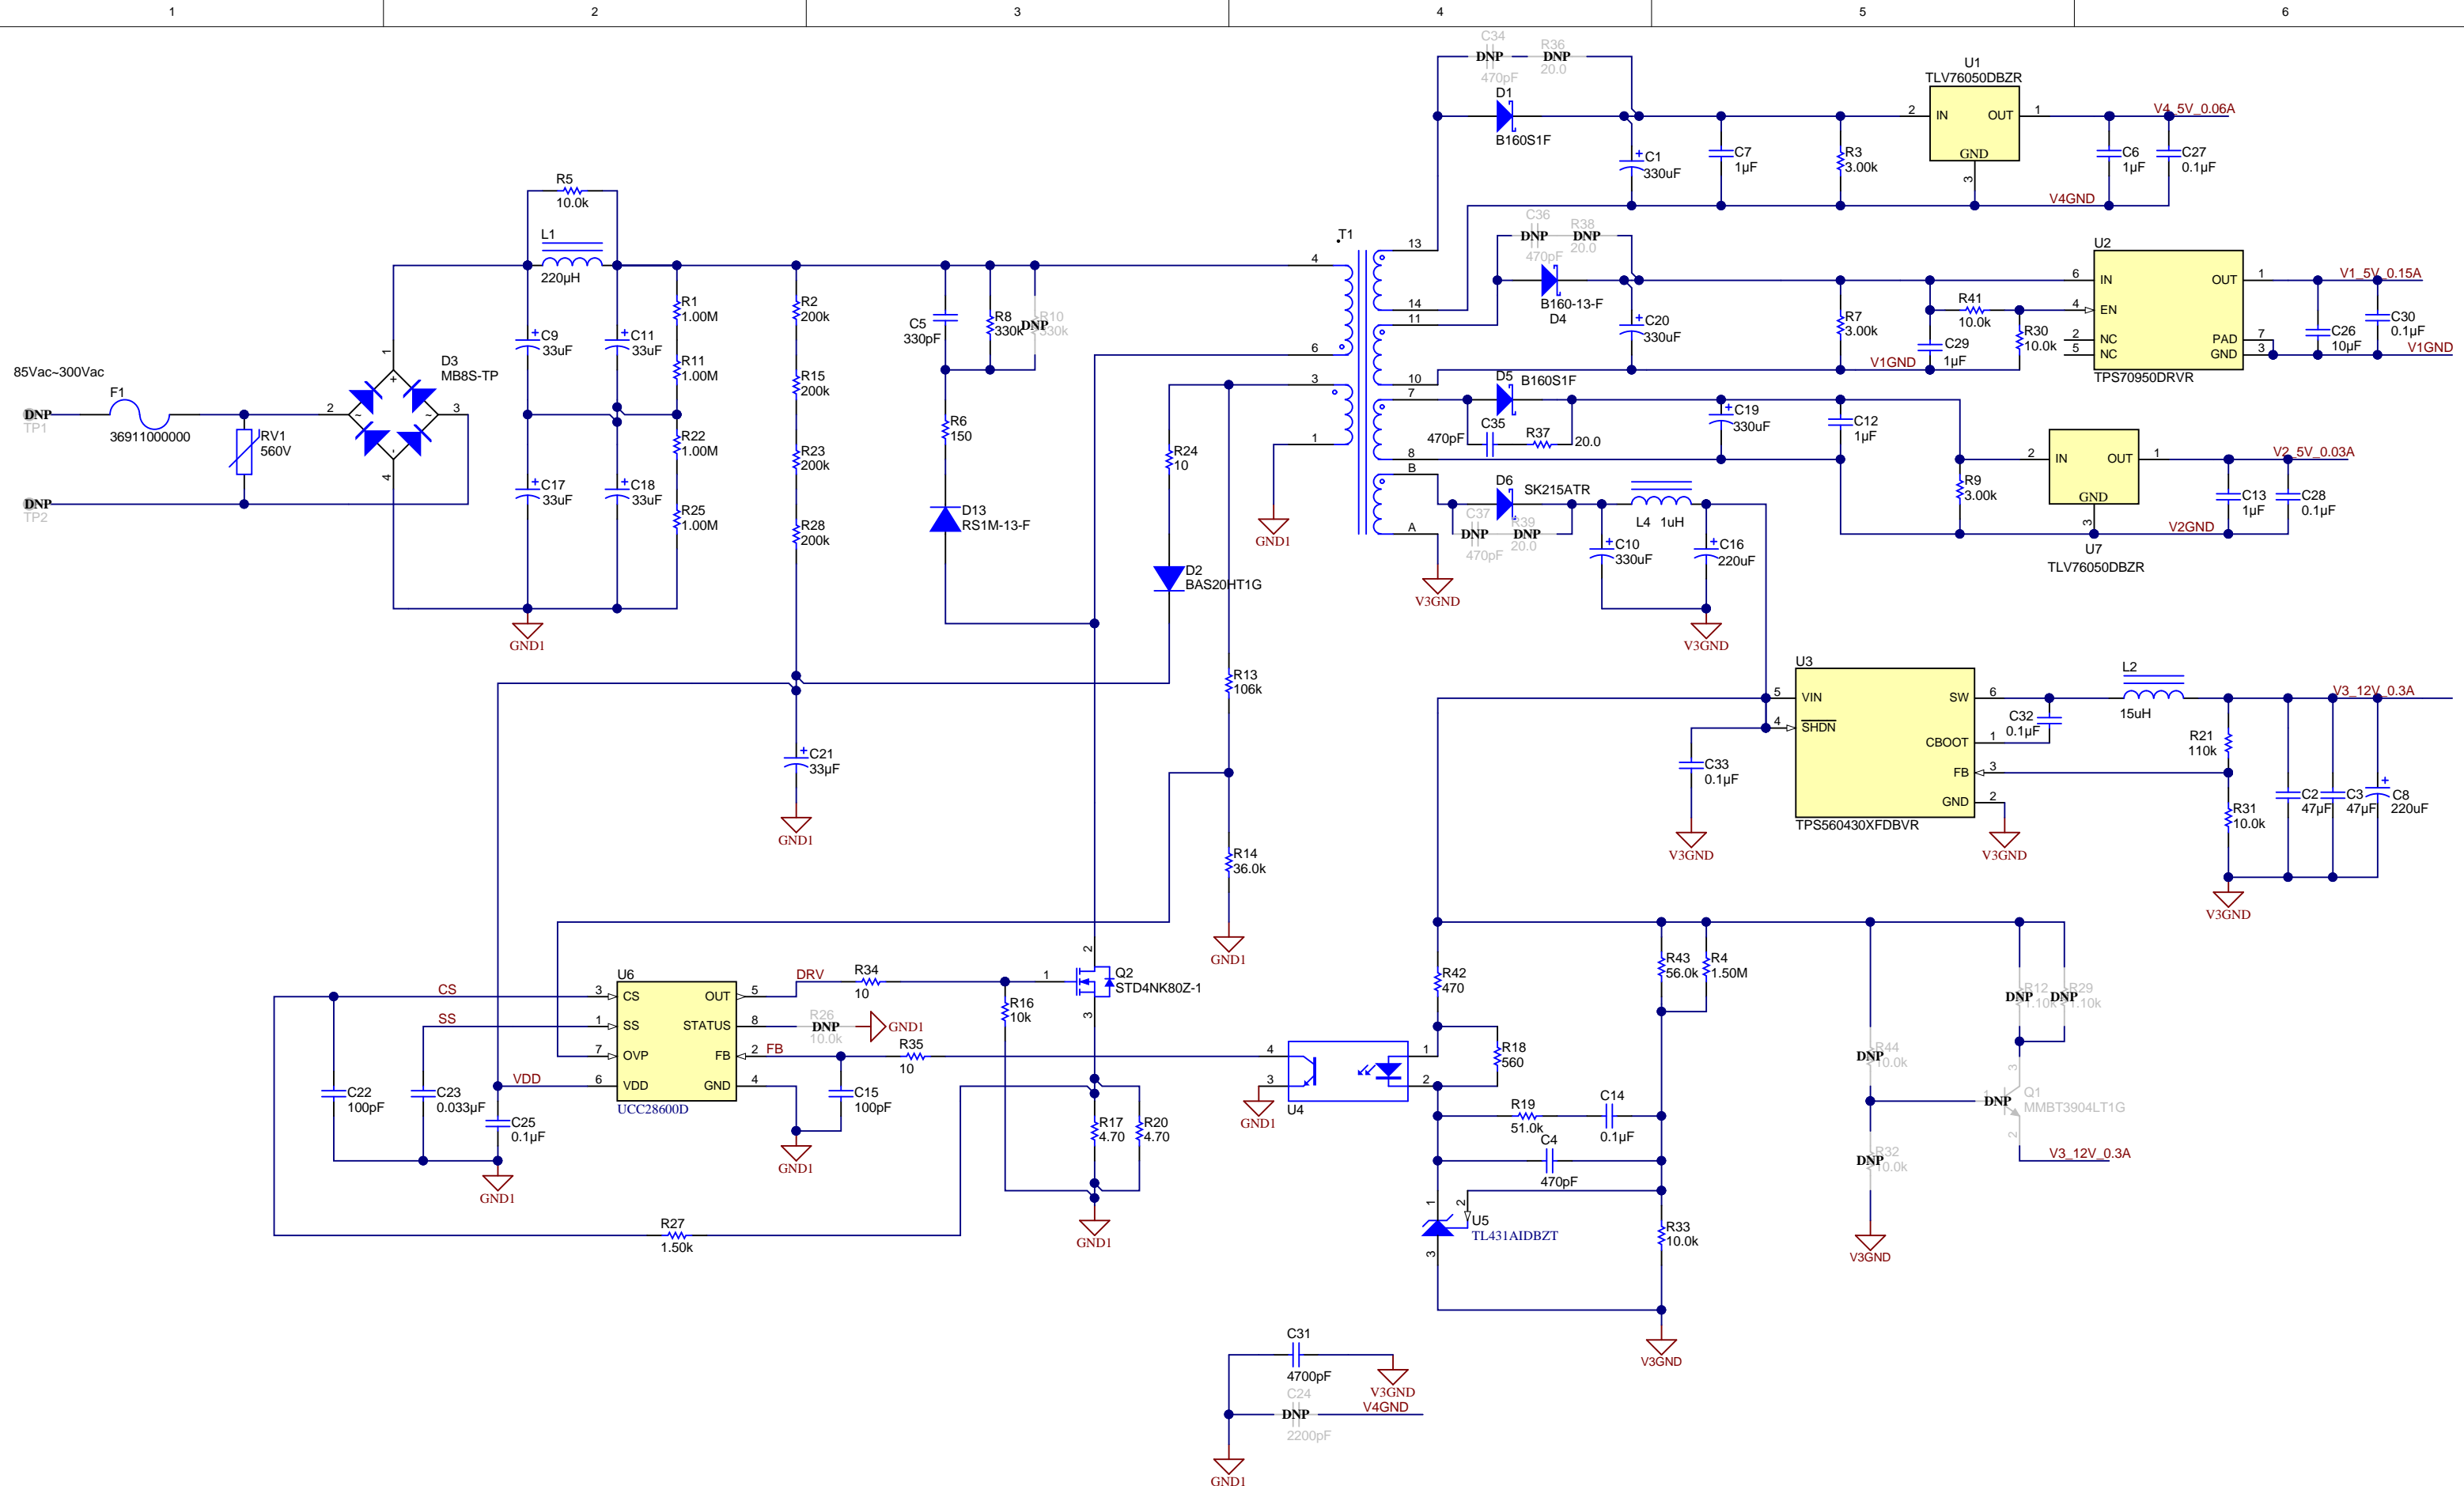 1 2 3 4 5 6
C34
DNP
470pF
R36
DNP
20.0
D1
B160S1F
C1
330uF
C7
1µF
R3
3.00k
U1
TLV76050DBZR
2 IN OUT 1
GND
3
V4_5V_0.06A
C6
1µF
C27
0.1µF
V4GND
R5
10.0k
L1
220µH
R1
1.00M
R11
1.00M
R22
1.00M
R25
1.00M
C9
33uF
C11
33uF
C17
33uF
C18
33uF
GND1
85Vac~300Vac
DNP
TP1
F1
36911000000
RV1
560V
DNP
TP2
D3
MB8S-TP
1
2
3
4
+
-
~
~
R2
200k
R15
200k
R23
200k
R28
200k
C21
33µF
GND1
C5
330pF
R8
330k
DNP
R10
330k
R6
150
D13
RS1M-13-F
R24
10
D2
BAS20HT1G
R13
106k
R14
36.0k
GND1
T1
4
6
3
1
GND1
13
14
11
10
7
8
B
A
V3GND
C36
DNP
470pF
R38
DNP
20.0
B160-13-F
D4
C20
330uF
R7
3.00k
C29
1µF
R41
10.0k
R30
10.0k
V1GND
U2
6 IN OUT 1
4 EN
2 NC PAD 7
5 NC GND 3
TPS70950DRVR
V1_5V_0.15A
C26
10µF
C30
0.1µF
V1GND
D5
B160S1F
470pF
C35
R37
20.0
C19
330uF
C12
1µF
R9
3.00k
2 IN OUT 1
GND
3
U7
TLV76050DBZR
V2_5V_0.03A
C13
1µF
C28
0.1µF
V2GND
D6
SK215ATR
C37
DNP
470pF
R39
DNP
20.0
L4 1uH
C10
330uF
C16
220uF
V3GND
U3
5 VIN SW 6
4 SHDN
CBOOT 1
FB 3
GND 2
TPS560430XFDBVR
C33
0.1µF
V3GND
V3GND
C32
0.1µF
L2
15uH
V3_12V_0.3A
R21
110k
R31
10.0k
C2
47µF
C3
47µF
C8
220uF
V3GND
U6
CS 3 CS OUT 5 DRV
SS 1 SS STATUS 8
7 OVP FB 2 FB
VDD 6 VDD GND 4
UCC28600D
R34
10
R26
DNP
10.0k
GND1
R35
10
C22
100pF
C23
0.033µF
C25
0.1µF
GND1
C15
100pF
GND1
R27
1.50k
R16
10k
1
2
3
Q2
STD4NK80Z-1
R17
4.70
R20
4.70
GND1
4
3
1
2
U4
GND1
R42
470
R18
560
R43
56.0k
R4
1.50M
R19
51.0k
C14
0.1µF
C4
470pF
1
2
3
U5
TL431AIDBZT
R33
10.0k
V3GND
R44
DNP
10.0k
R32
DNP
10.0k
V3GND
R12
DNP
1.10k
R29
DNP
1.10k
3
1
DNP
2
Q1
MMBT3904LT1G
V3_12V_0.3A
C31
4700pF
V3GND
C24
DNP
2200pF
V4GND
GND1